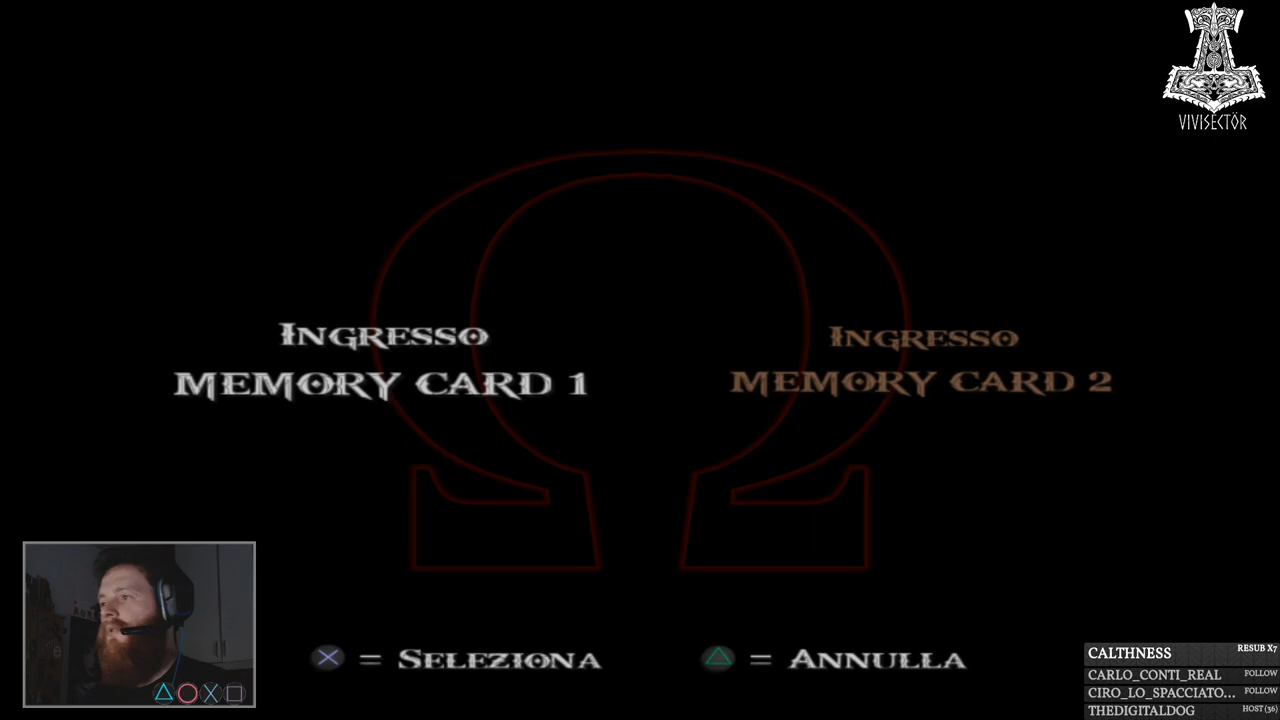 VIVISECTÖR
INGRESSO
MEMORY CARD 1
INGRESSO
MEMORY CARD 2
= SELEZIONA
= ANNULLA
CALTHNESS RESUB X7
CARLO_CONTI_REAL FOLLOW
CIRO_LO_SPACCIATO... FOLLOW
THEDIGITALDOG HOST (36)